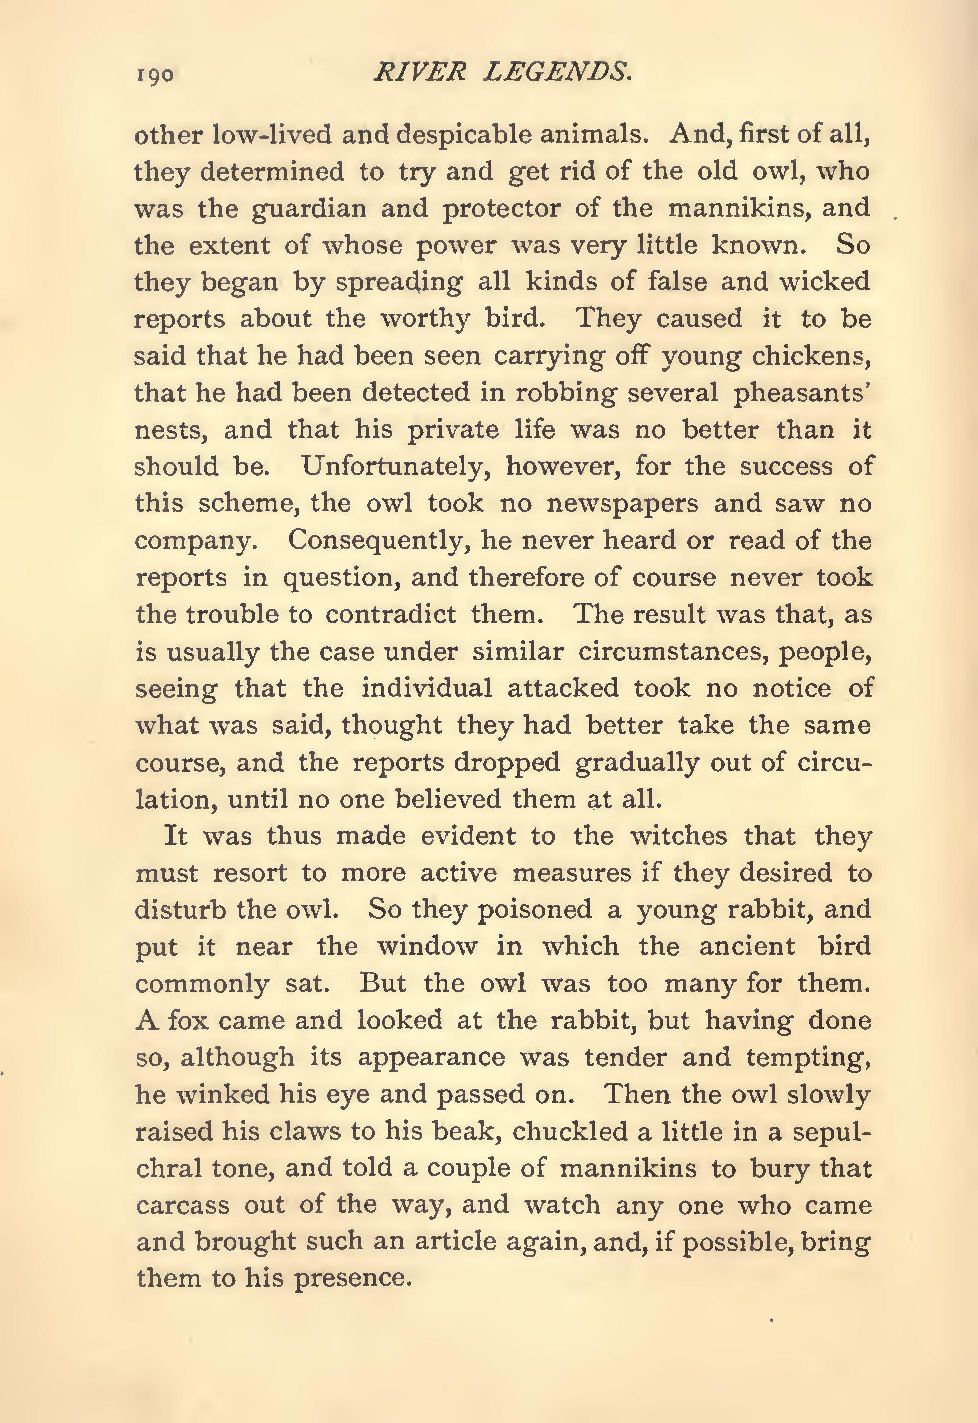 190 RIVER LEGENDS.
other low-lived and despicable animals. And, first of all,
they determined to try and get rid of the old owl, who
was the guardian and protector of the mannikins, and
the extent of whose power was very little known. So
they began by spreading all kinds of false and wicked
reports about the worthy bird. They caused it to be
said that he had been seen carrying off young chickens,
that he had been detected in robbing several pheasants'
nests, and that his private life was no better than it
should be. Unfortunately, however, for the success of
this scheme, the owl took no newspapers and saw no
company. Consequently, he never heard or read of the
reports in question, and therefore of course never took
the trouble to contradict them. The result was that, as
is usually the case under similar circumstances, people,
seeing that the individual attacked took no notice of
what was said, thought they had better take the same
course, and the reports dropped gradually out of circu-
lation, until no one believed them at all.
It was thus made evident to the witches that they
must resort to more active measures if they desired to
disturb the owl. So they poisoned a young rabbit, and
put it near the window in which the ancient bird
commonly sat. But the owl was too many for them.
A fox came and looked at the rabbit, but having done
so, although its appearance was tender and tempting,
he winked his eye and passed on. Then the owl slowly
raised his claws to his beak, chuckled a little in a sepul-
chral tone, and told a couple of mannikins to bury that
carcass out of the way, and watch any one who came
and brought such an article again, and, if possible, bring
them to his presence.